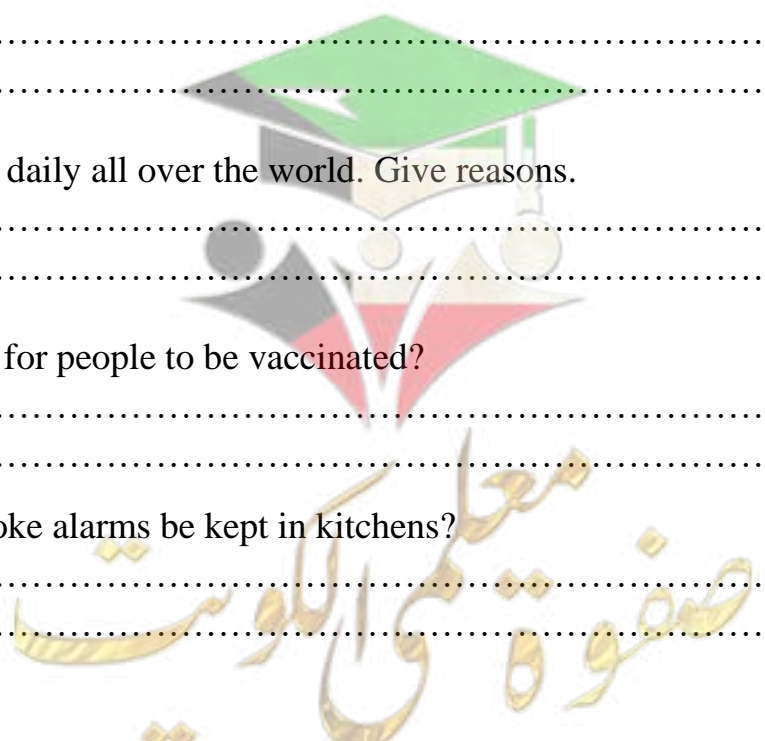 ……………………………………………………………
……………………………………………………………
daily all over the world. Give reasons.
……………………………………………………………
……………………………………………………………
for people to be vaccinated?
……………………………………………………………
……………………………………………………………
oke alarms be kept in kitchens?
……………………………………………………………
……………………………………………………………
صفوة معلمى الكويت